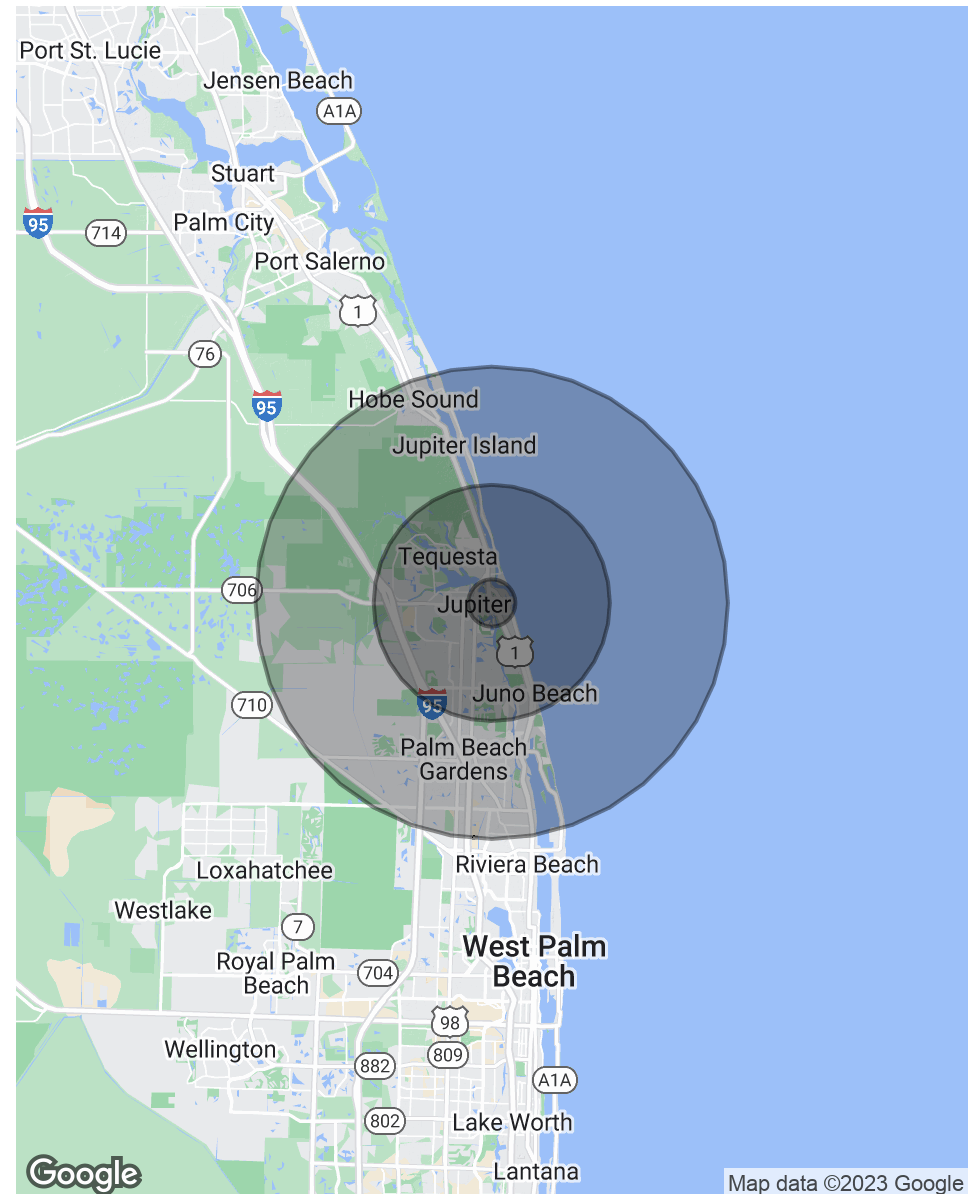 Port St. Lucie
Jensen Beach
A1A
Stuart
95
714
Palm City
Port Salerno
1
76
95
Hobe Sound
Jupiter Island
Tequesta
706
Jupiter
1
Juno Beach
95
710
Palm Beach
Gardens
Riviera Beach
Loxahatchee
Westlake
7
West Palm
Beach
Royal Palm
Beach
704
98
Wellington
809
882
A1A
802
Lake Worth
Lantana
Google
Map data ©2023 Google